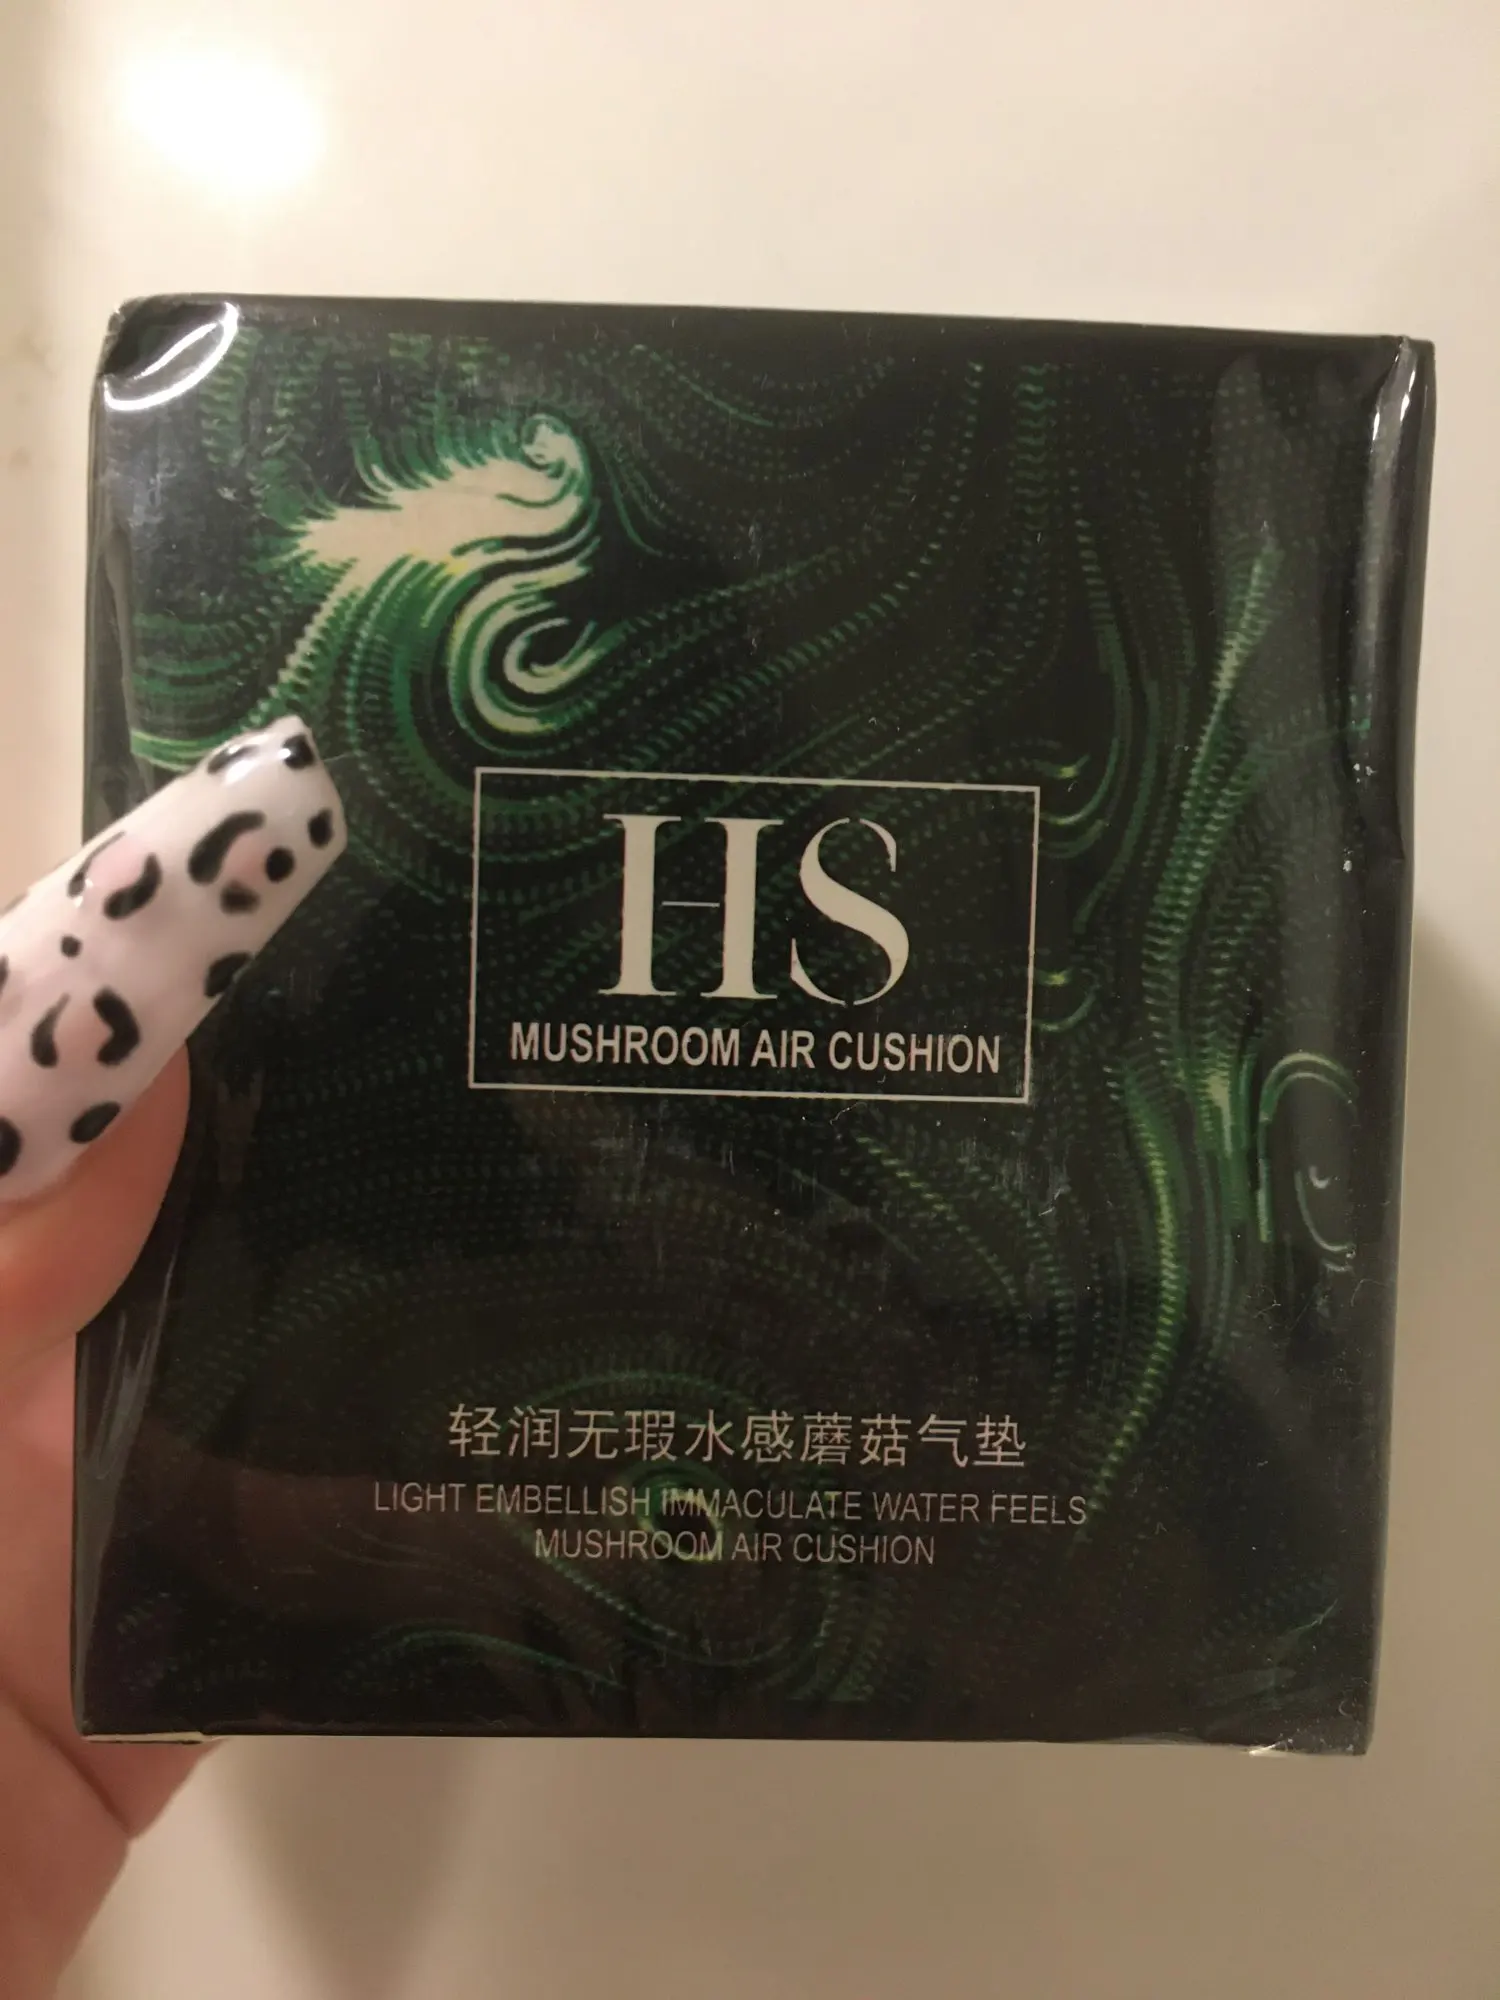 HS
MUSHROOM AIR CUSHION
轻润无瑕水感蘑菇气垫
LIGHT EMBELLISH IMMACULATE WATER FEELS
MUSHROOM AIR CUSHION